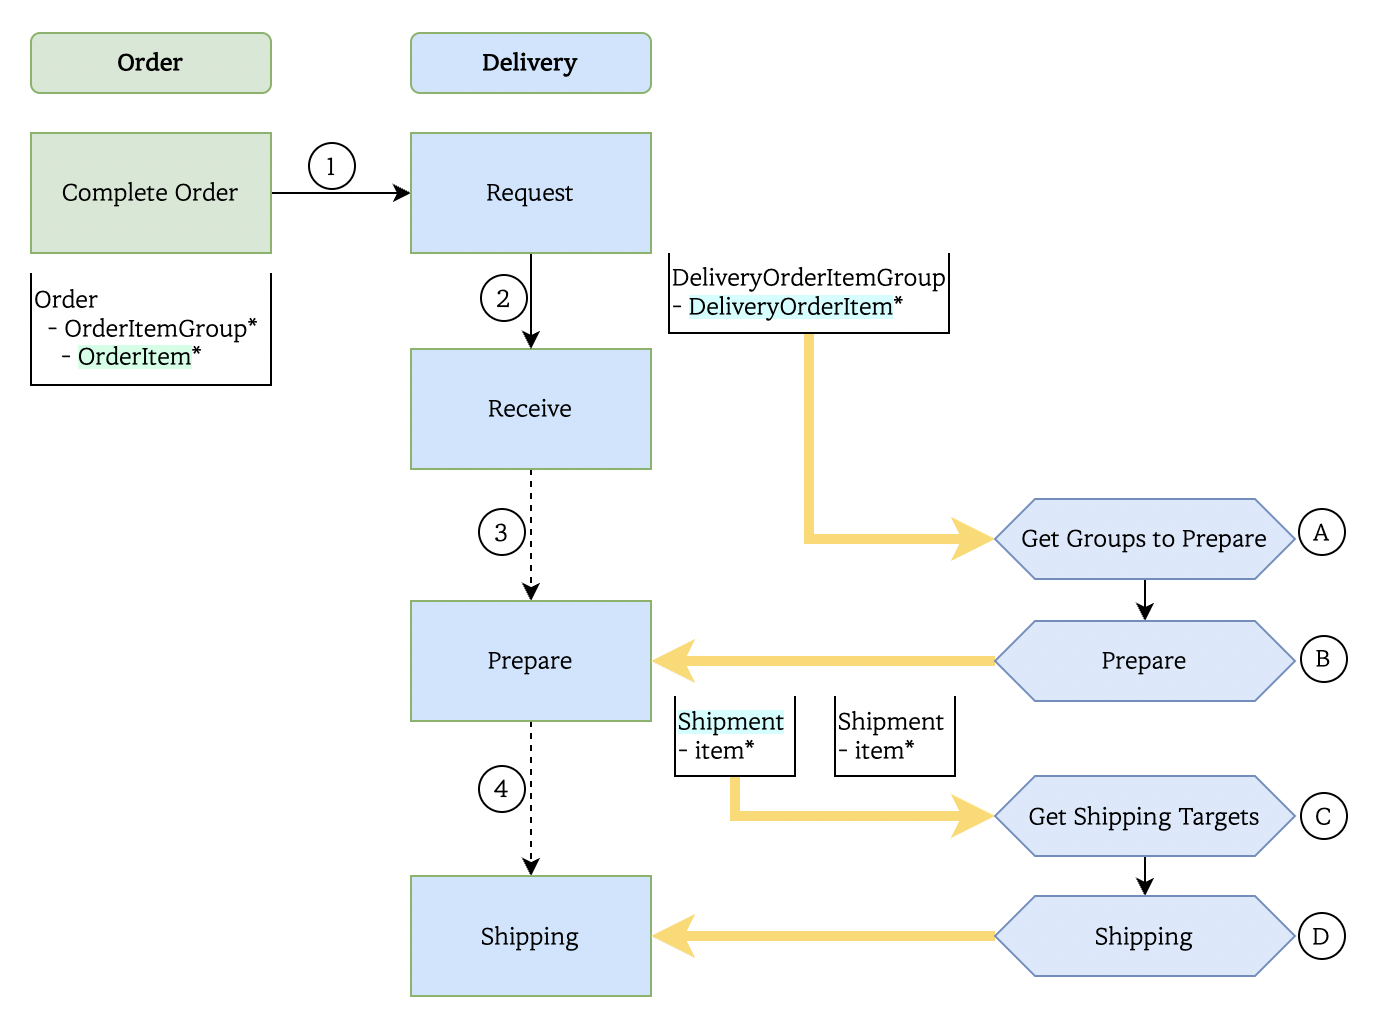 Order
Delivery
Complete Order
1
Request
Order
- OrderItemGroup*
- OrderItem*
2
DeliveryOrderItemGroup
- DeliveryOrderItem*
Receive
3
Get Groups to Prepare
A
Prepare
Prepare
B
Shipment
- item*
Shipment
- item*
4
Get Shipping Targets
C
Shipping
Shipping
D